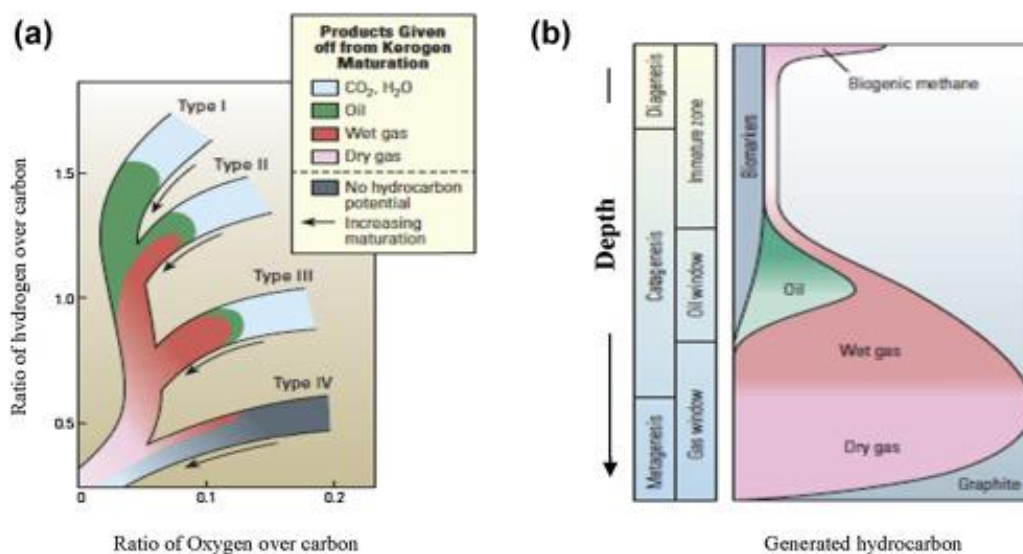 (a)
Products Given
off from Kerogen
Maturation
CO2, H2O
Oil
Wet gas
Dry gas
No hydrocarbon
potential
Increasing
maturation
Type I
Type II
Type III
Type IV
Ratio of hydrogen over carbon
1.5
1.0
0.5
0
0.1
0.2
Ratio of Oxygen over carbon
(b)
Depth
Diagenesis
Catagenesis
Metagenesis
Immature zone
Oil window
Gas window
Biomarkers
Biogenic methane
Oil
Wet gas
Dry gas
Graphite
Generated hydrocarbon